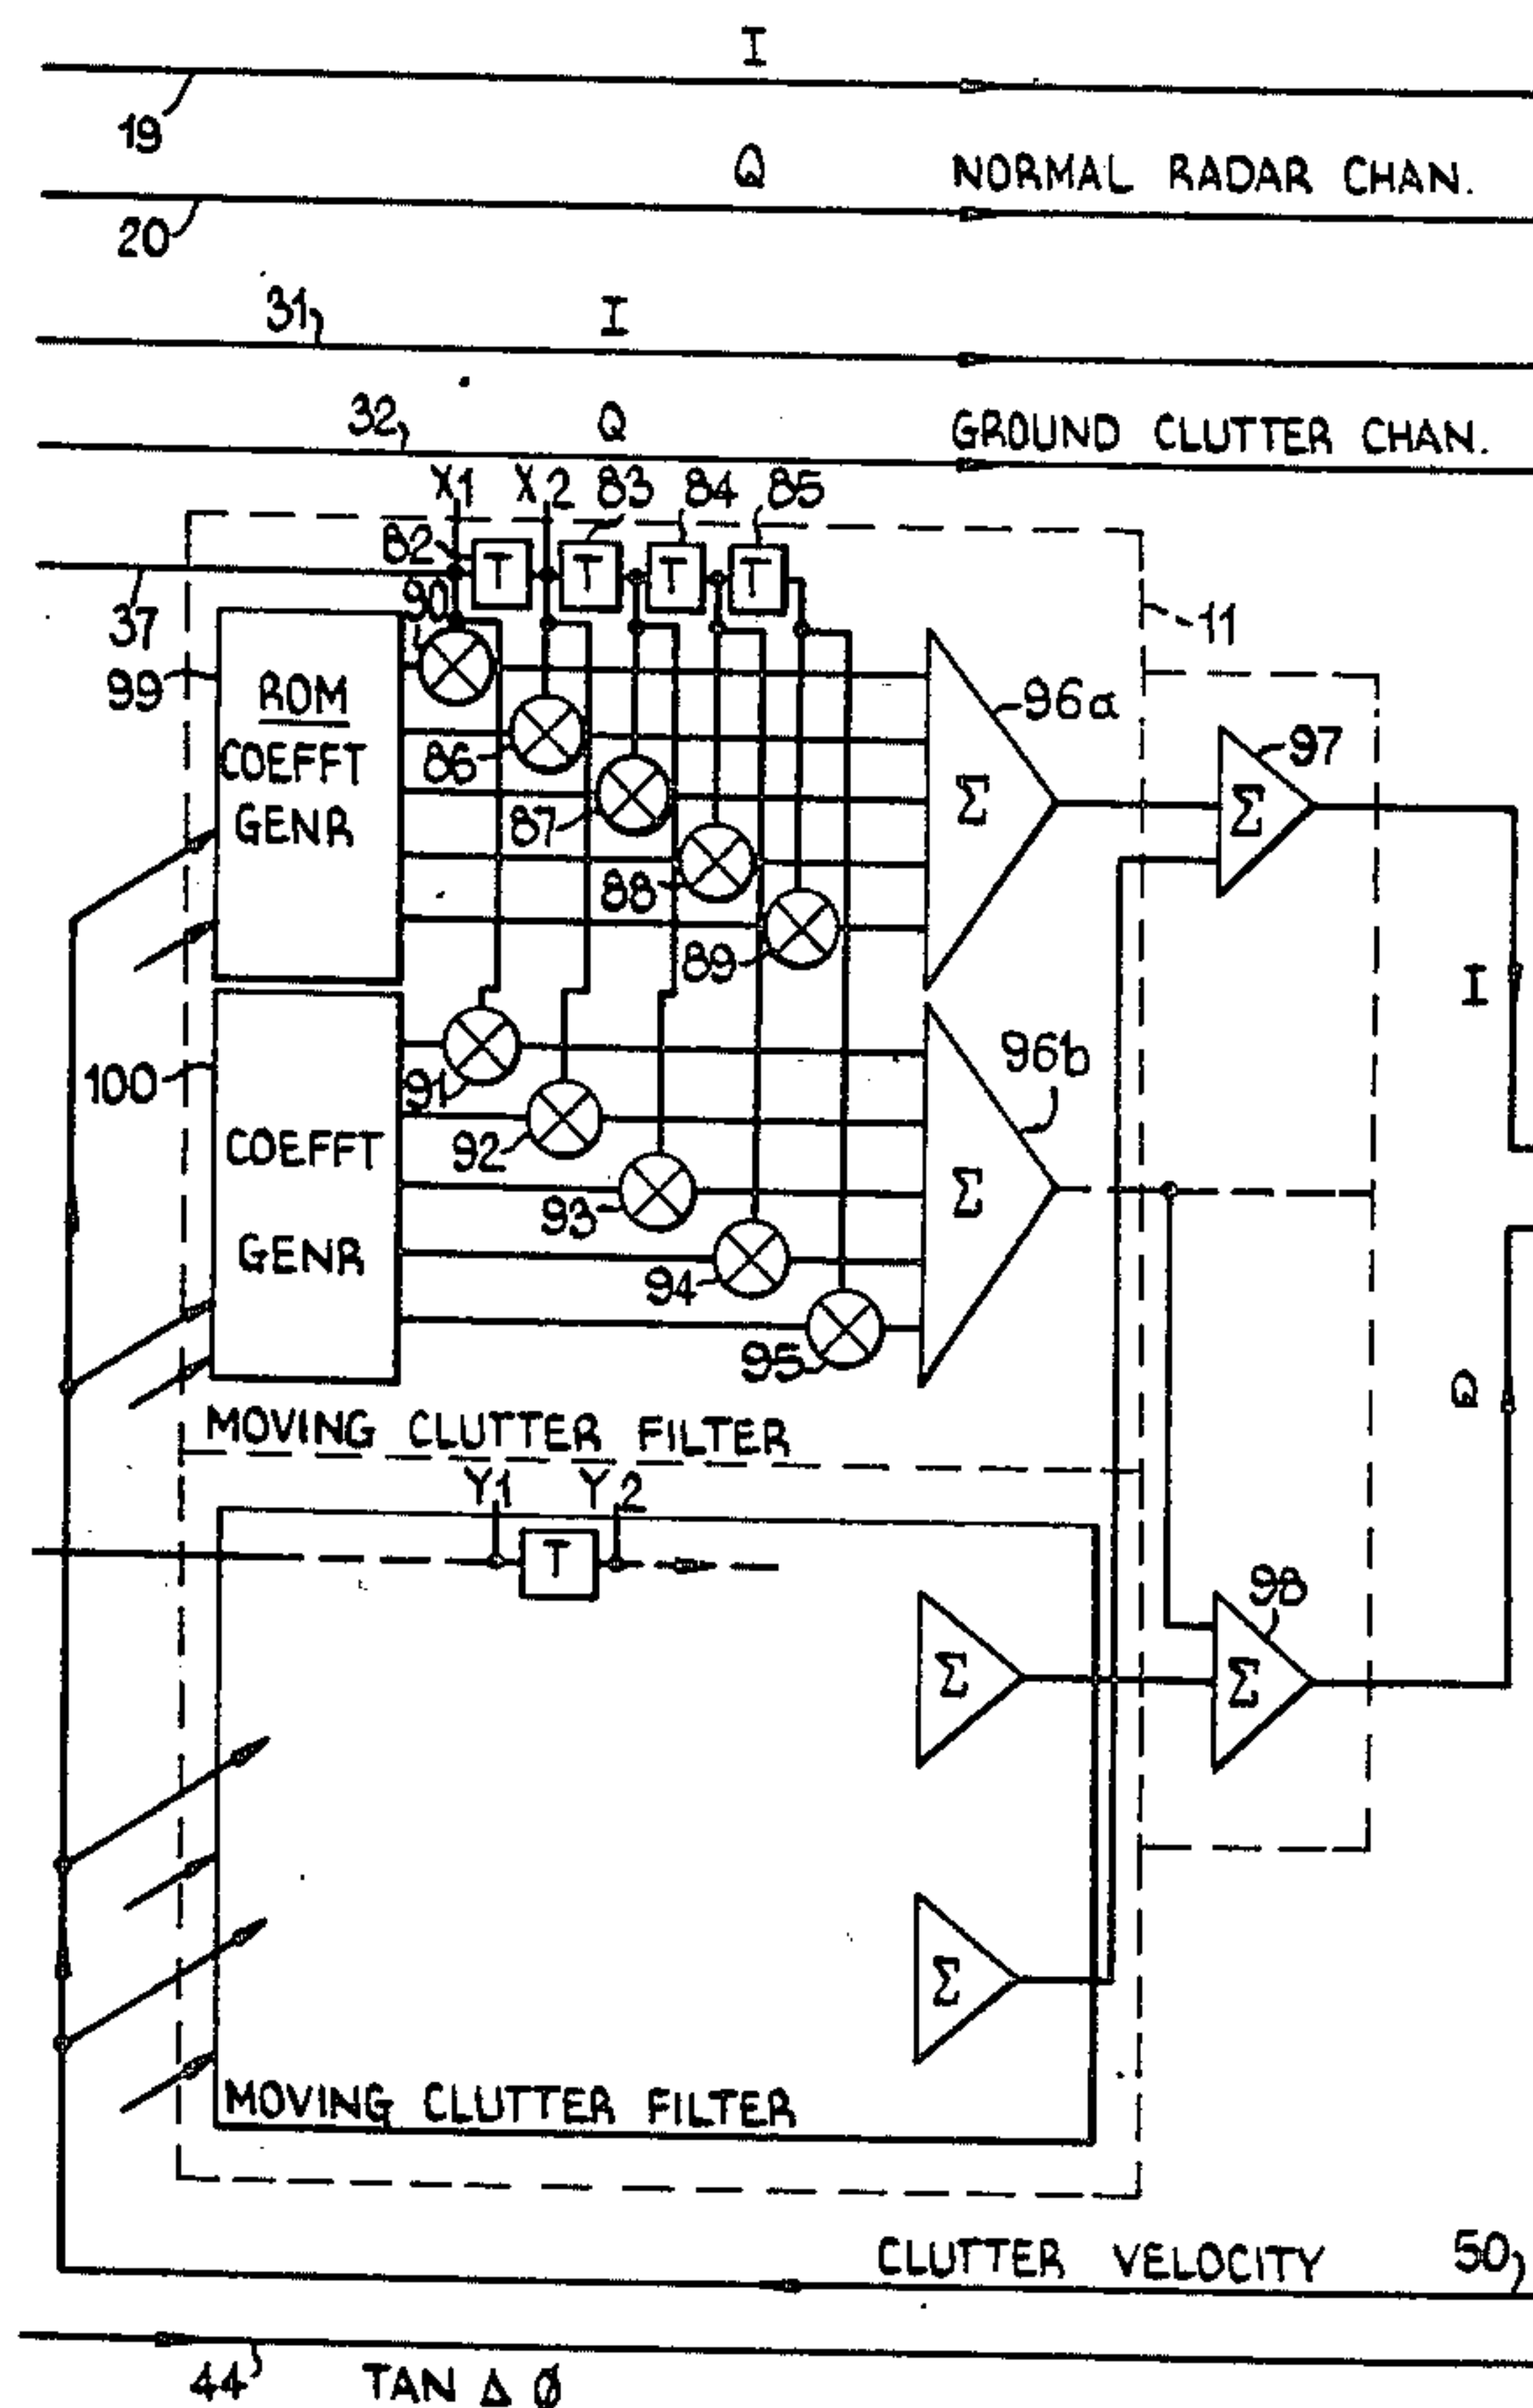 I
19
Q NORMAL RADAR CHAN.
20
31 I
32 Q GROUND CLUTTER CHAN.
X1 X2 83 84 85
82 T T T T
37 90 11
99 ROM
COEFFT
GENR
96a
97
86
87
88
89
Σ Σ
I
100 COEFFT
GENR
91
92
93
94
95
96b
Σ
Q
MOVING CLUTTER FILTER
Y1 Y2
T
98
Σ Σ
Σ
MOVING CLUTTER FILTER
CLUTTER VELOCITY 50
44 TAN Δ Ø